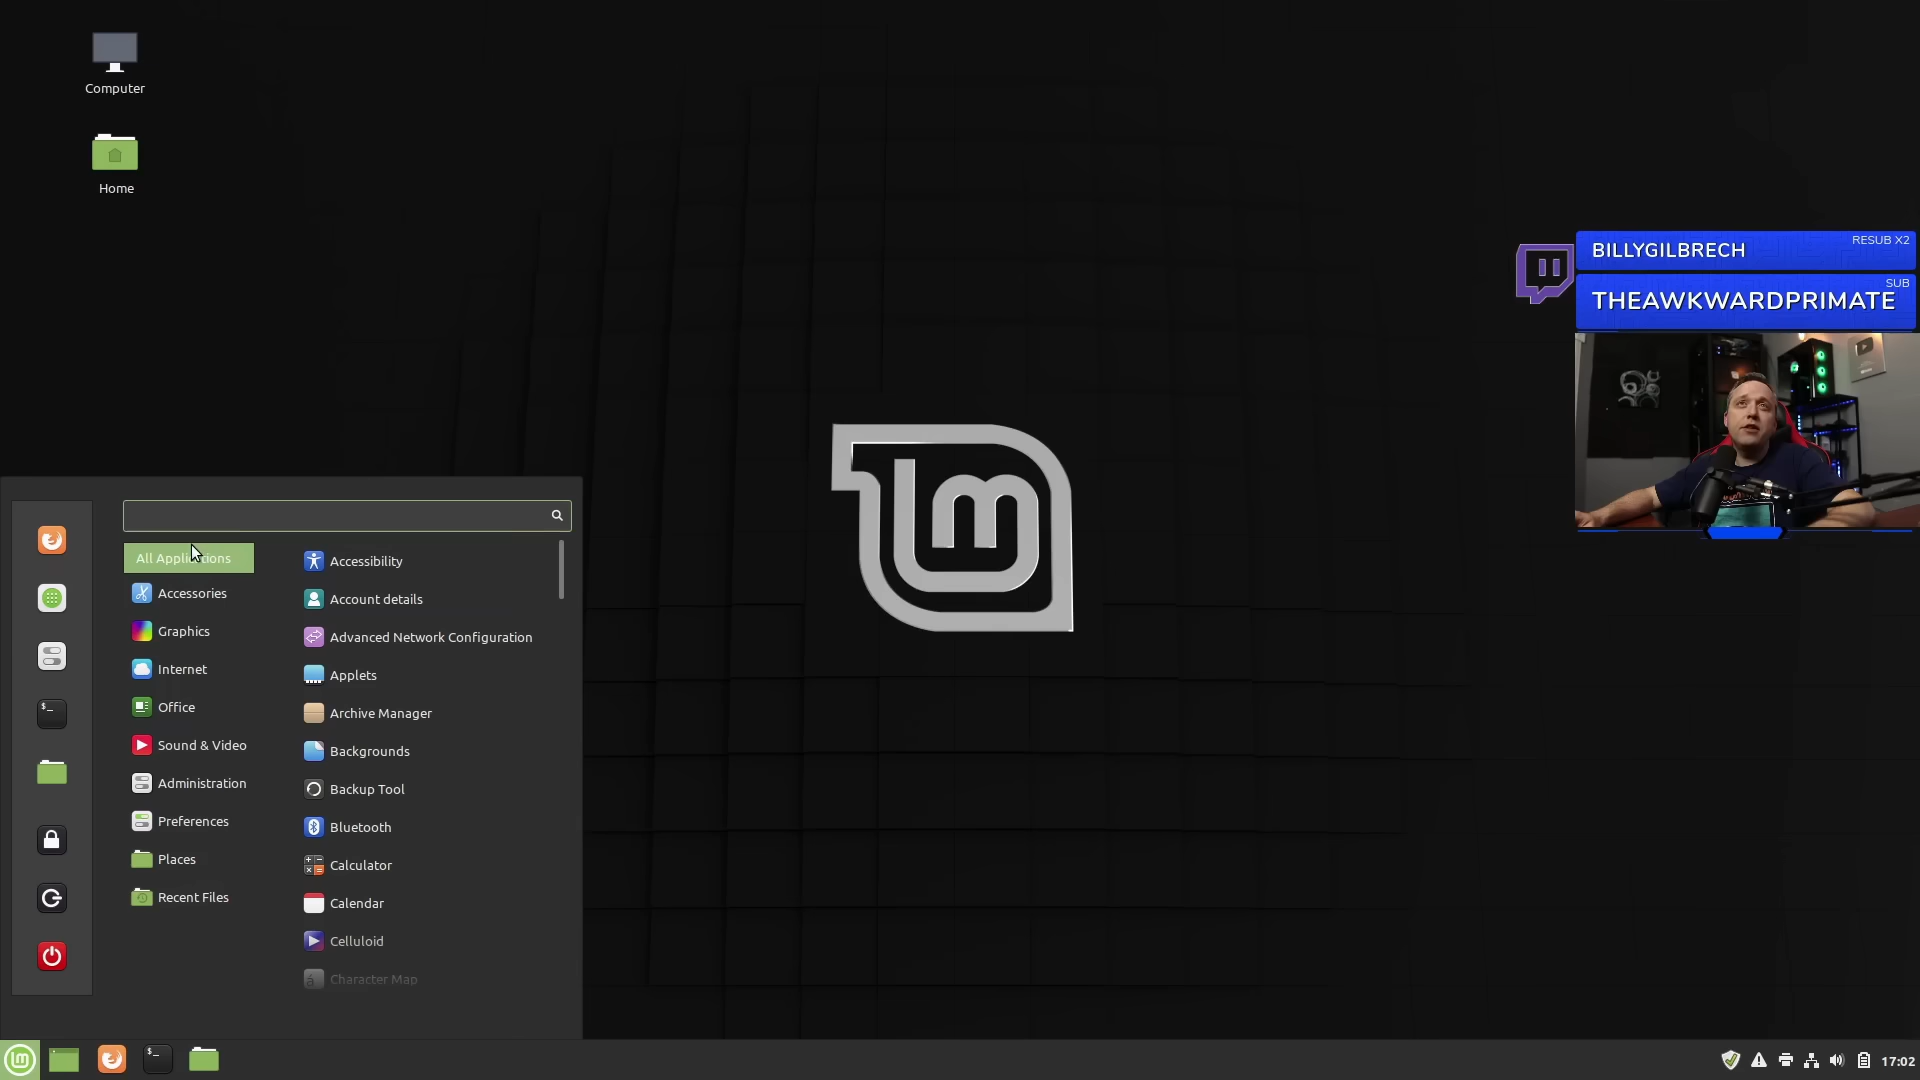 Computer
Home
RESUB X2
BILLYGILBRECH
SUB
THEAWKWARDPRIMATE
All Applications
Accessories
Graphics
Internet
Office
Sound & Video
Administration
Preferences
Places
Recent Files
Accessibility
Account details
Advanced Network Configuration
Applets
Archive Manager
Backgrounds
Backup Tool
Bluetooth
Calculator
Calendar
Celluloid
Character Map
17:02